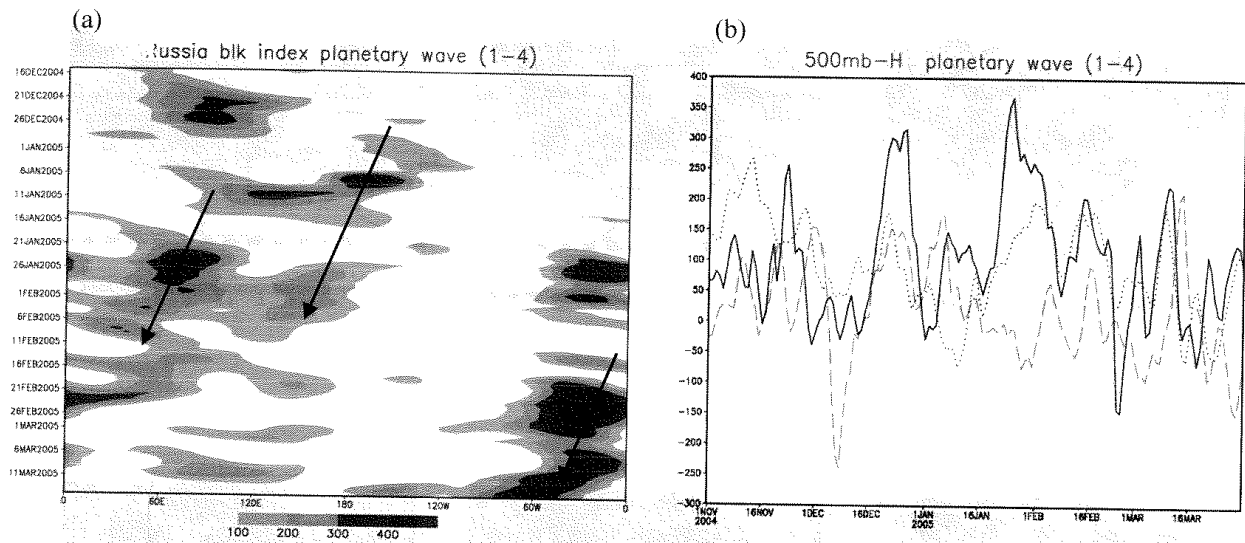 (a)
Russia blk index planetary wave (1-4)
16DEC2004
21DEC2004
26DEC2004
1JAN2005
6JAN2005
11JAN2005
16JAN2005
21JAN2005
26JAN2005
1FEB2005
6FEB2005
11FEB2005
16FEB2005
21FEB2005
26FEB2005
1MAR2005
6MAR2005
11MAR2005
0 60E 120E 180 120W 60W 0
100 200 300 400
(b)
500mb-H planetary wave (1-4)
400
350
300
250
200
150
100
50
0
-50
-100
-150
-200
-250
-300
1NOV 16NOV 1DEC 16DEC 1JAN 16JAN 1FEB 16FEB 1MAR 16MAR
2004 2005